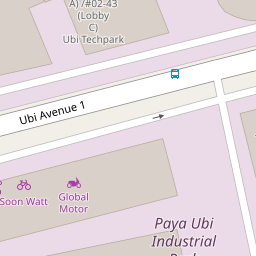 A) /#02-43
(Lobby
C)
Ubi Techpark
Ubi Avenue 1
Soon Watt
Global
Motor
Paya Ubi
Industrial